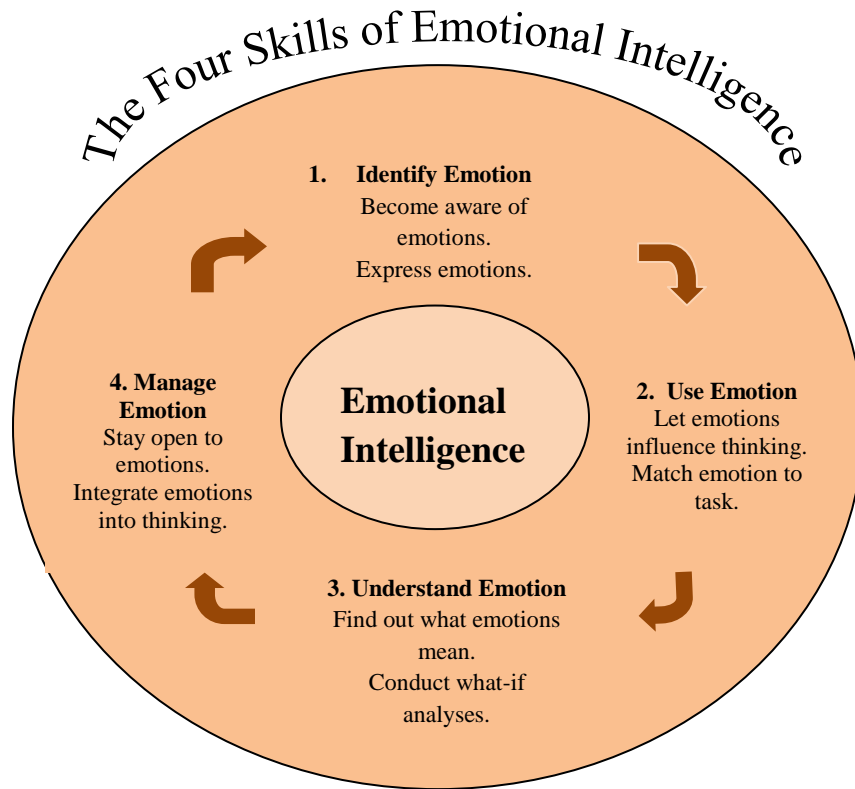 The Four Skills of Emotional Intelligence
1. Identify Emotion
Become aware of
emotions.
Express emotions.
2. Use Emotion
Let emotions
influence thinking.
Match emotion to
task.
3. Understand Emotion
Find out what emotions
mean.
Conduct what-if
analyses.
4. Manage
Emotion
Stay open to
emotions.
Integrate emotions
into thinking.
Emotional
Intelligence